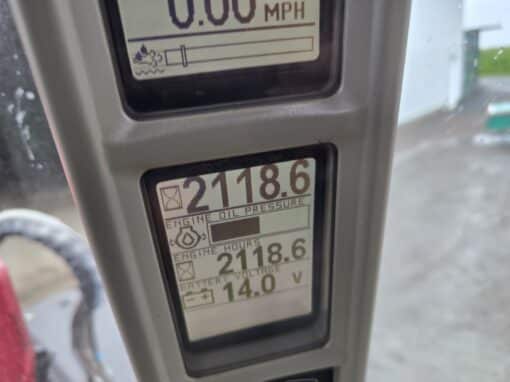 0.00 MPH
2118.6
ENGINE OIL PRESSURE
ENGINE HOURS
2118.6
BATTERY VOLTAGE
14.0 V